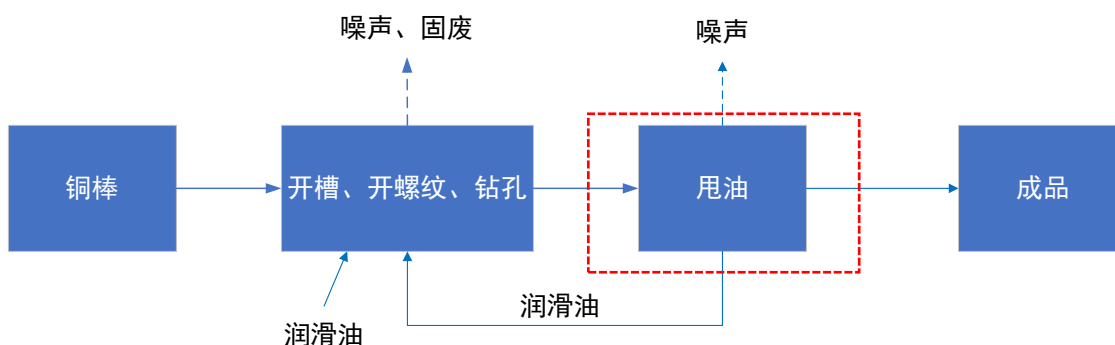 噪声、固废
噪声
铜棒
开槽、开螺纹、钻孔
甩油
成品
润滑油
润滑油